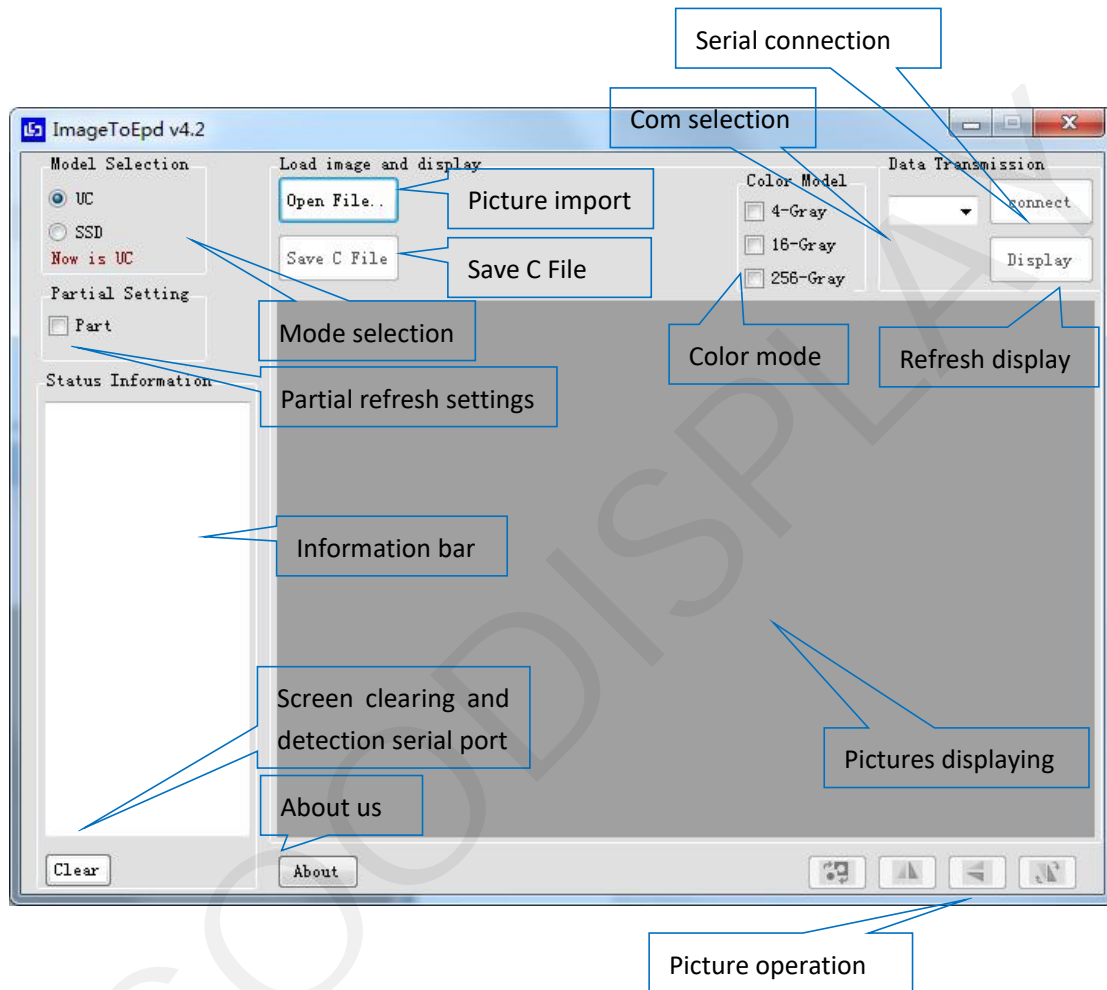 Serial connection
Com selection
ImageToEpd v4.2
Model Selection
UC
SSD
Now is UC
Partial Setting
Part
Status Information
Load image and display
Open File..
Save C File
Picture import
Save C File
Color Model
4-Gray
16-Gray
256-Gray
Data Transmission
connect
Display
Mode selection
Color mode
Refresh display
Partial refresh settings
Information bar
Screen clearing and
detection serial port
Pictures displaying
About us
Clear
About
Picture operation
GOODISPLAY